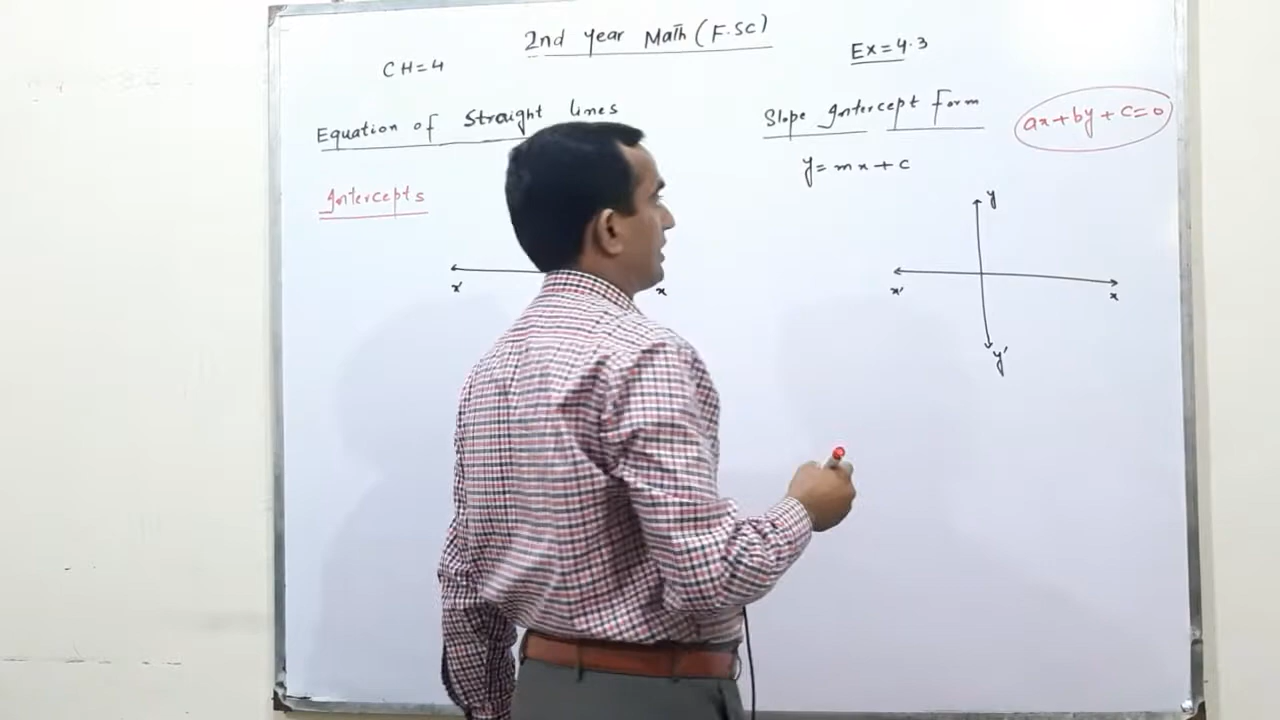 2nd year Math (F.SC)
CH=4
Ex=4.3
Equation of Straight lines
Slope Intercept Form
ax+by+c=0
y=mx+c
Intercepts
y
x'
x
x'
x
y'